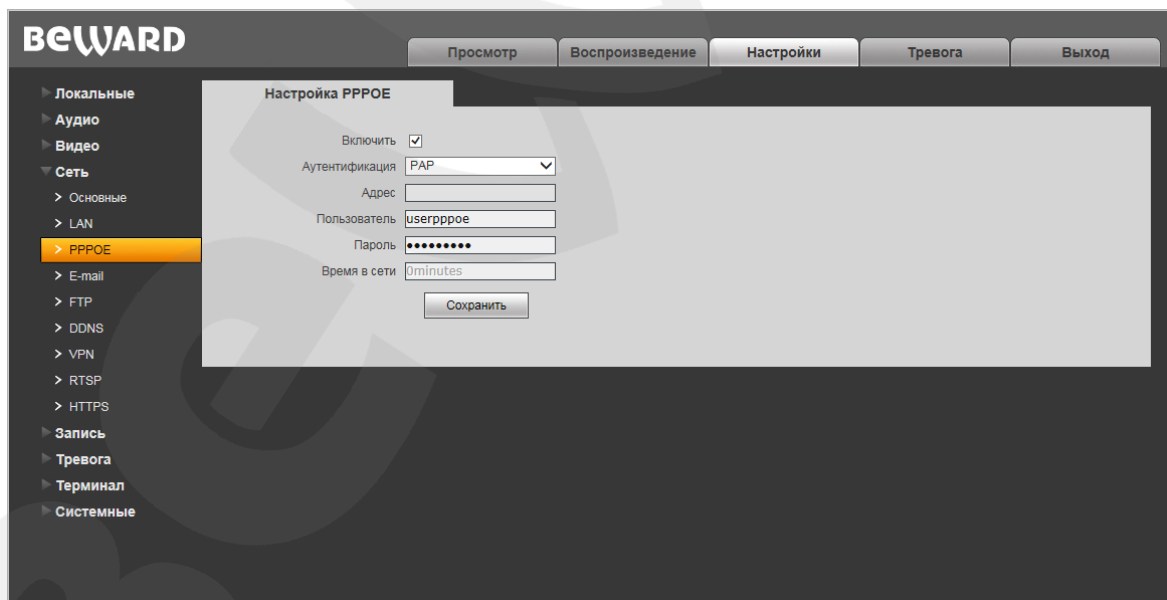 BEWARD
Просмотр
Воспроизведение
Настройки
Тревога
Выход
Локальные
Аудио
Видео
Сеть
> Основные
> LAN
> PPPOE
> E-mail
> FTP
> DDNS
> VPN
> RTSP
> HTTPS
Запись
Тревога
Терминал
Системные
Настройка PPPOE
Включить
Аутентификация PAP
Адрес
Пользователь userpppoe
Пароль •••••••••
Время в сети 0minutes
Сохранить